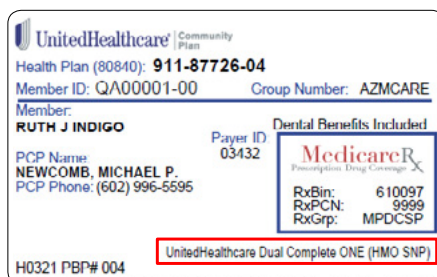 UnitedHealthcare Community Plan
Health Plan (80840): 911-87726-04
Member ID: QA00001-00 Group Number: AZMCARE
Member:
RUTH J INDIGO
Dental Benefits Included
Payer ID:
03432
PCP Name:
NEWCOMB, MICHAEL P.
PCP Phone: (602) 996-5595
MedicareRx
Prescription Drug Coverage
RxBin: 610097
RxPCN: 9999
RxGrp: MPDCSP
UnitedHealthcare Dual Complete ONE (HMO SNP)
H0321 PBP# 004